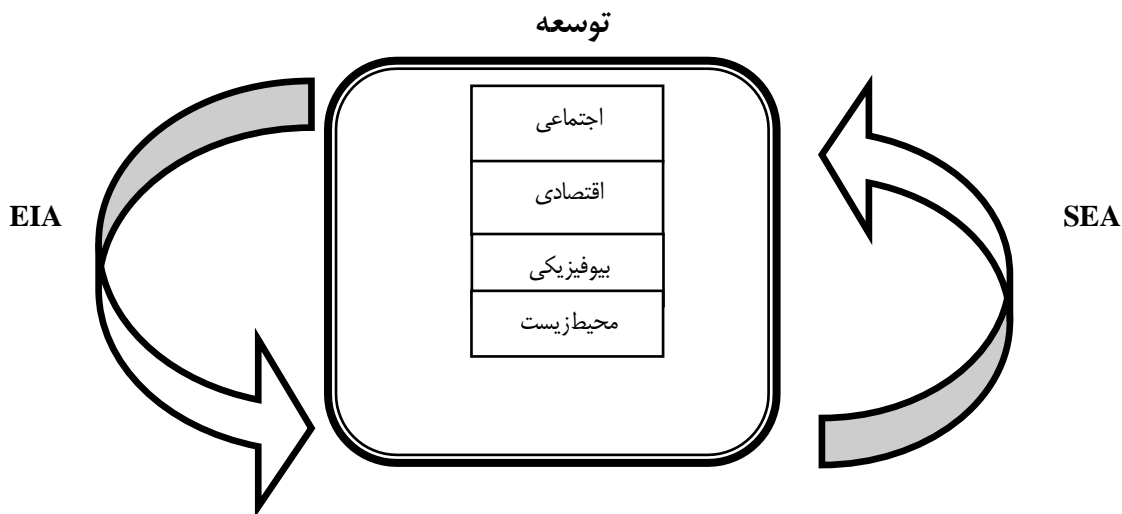 توسعه
اجتماعی
اقتصادی
EIA
SEA
بیوفیزیکی
محیط‌زیست